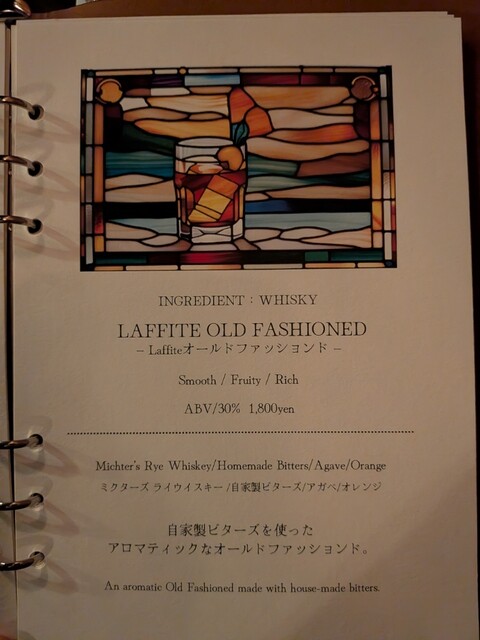 INGREDIENT : WHISKY
LAFFITE OLD FASHIONED
– Laffiteオールドファッションド –
Smooth / Fruity / Rich
ABV/30% 1,800yen
Michter's Rye Whiskey/Homemade Bitters/Agave/Orange
ミクターズ ライウイスキー/自家製ビターズ/アガベ/オレンジ
自家製ビターズを使った
アロマティックなオールドファッションド。
An aromatic Old Fashioned made with house-made bitters.